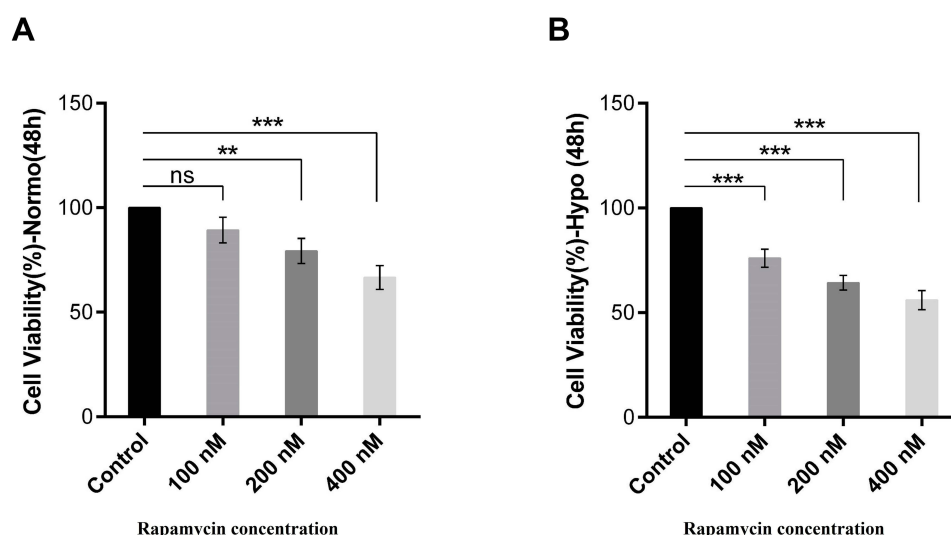 A
Cell Viability(%)-Normo(48h)
150
100
50
0
***
**
ns
Control
100 nM
200 nM
400 nM
Rapamycin concentration
B
Cell Viability(%)-Hypo (48h)
150
100
50
0
***
***
***
Control
100 nM
200 nM
400 nM
Rapamycin concentration